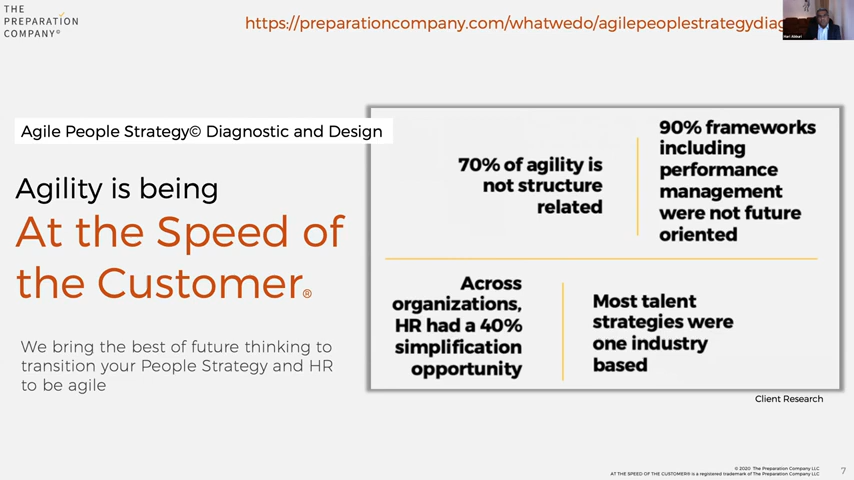 THE
PREPARATION
COMPANY©
https://preparationcompany.com/whatwedo/agilepeoplestrategydiag
Agile People Strategy© Diagnostic and Design
Agility is being
At the Speed of
the Customer®
We bring the best of future thinking to
transition your People Strategy and HR
to be agile
70% of agility is
not structure
related
90% frameworks
including
performance
management
were not future
oriented
Across
organizations,
HR had a 40%
simplification
opportunity
Most talent
strategies were
one industry
based
Client Research
© 2020 The Preparation Company LLC
AT THE SPEED OF THE CUSTOMER® is a registered trademark of The Preparation Company LLC
7